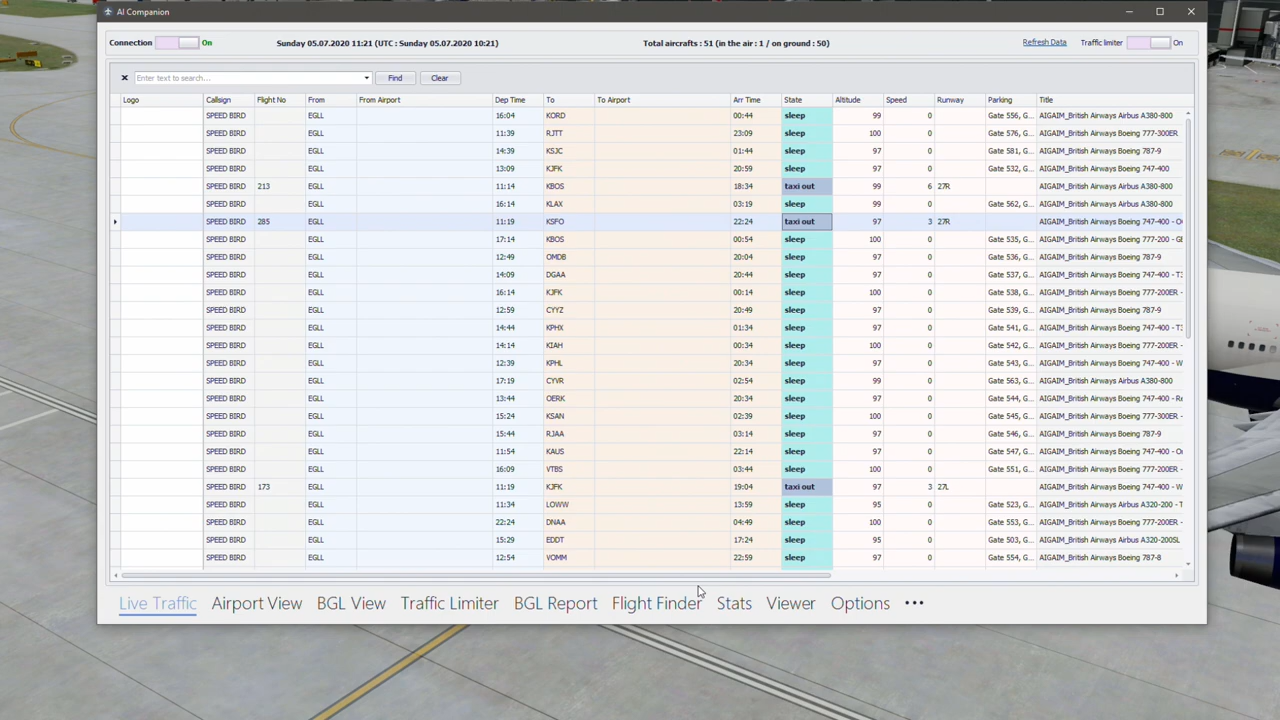 AI Companion
Connection On Sunday 05.07.2020 11:21 (UTC : Sunday 05.07.2020 10:21) Total aircrafts : 51 (in the air : 1 / on ground : 50) Refresh Data Traffic limiter On
Enter text to search... Find Clear
Logo Callsign Flight No From From Airport Dep Time To To Airport Arr Time State Altitude Speed Runway Parking Title
SPEED BIRD EGLL 16:04 KORD 00:44 sleep 99 0 Gate 556, G... AIGAIM_British Airways Airbus A380-800
SPEED BIRD EGLL 11:39 RJTT 23:09 sleep 100 0 Gate 576, G... AIGAIM_British Airways Boeing 777-300ER
SPEED BIRD EGLL 14:39 KSJC 01:44 sleep 97 0 Gate 581, G... AIGAIM_British Airways Boeing 787-9
SPEED BIRD EGLL 13:09 KJFK 20:59 sleep 97 0 Gate 532, G... AIGAIM_British Airways Boeing 747-400
SPEED BIRD 213 EGLL 11:14 KBOS 18:34 taxi out 99 6 27R AIGAIM_British Airways Airbus A380-800
SPEED BIRD EGLL 16:14 KLAX 03:19 sleep 99 0 Gate 562, G... AIGAIM_British Airways Airbus A380-800
SPEED BIRD 285 EGLL 11:19 KSFO 22:24 taxi out 97 3 27R AIGAIM_British Airways Boeing 747-400 - O
SPEED BIRD EGLL 17:14 KBOS 00:54 sleep 100 0 Gate 535, G... AIGAIM_British Airways Boeing 777-200 - GE
SPEED BIRD EGLL 12:49 OMDB 20:04 sleep 97 0 Gate 536, G... AIGAIM_British Airways Boeing 787-9
SPEED BIRD EGLL 14:09 DGAA 20:44 sleep 97 0 Gate 537, G... AIGAIM_British Airways Boeing 747-400 - T3
SPEED BIRD EGLL 16:14 KJFK 00:14 sleep 100 0 Gate 538, G... AIGAIM_British Airways Boeing 777-200ER -
SPEED BIRD EGLL 12:59 CYYZ 20:49 sleep 97 0 Gate 539, G... AIGAIM_British Airways Boeing 787-9
SPEED BIRD EGLL 14:44 KPHX 01:34 sleep 97 0 Gate 541, G... AIGAIM_British Airways Boeing 747-400 - T3
SPEED BIRD EGLL 14:14 KIAH 00:34 sleep 100 0 Gate 542, G... AIGAIM_British Airways Boeing 777-200ER -
SPEED BIRD EGLL 12:39 KPHL 20:34 sleep 97 0 Gate 543, G... AIGAIM_British Airways Boeing 747-400 - W
SPEED BIRD EGLL 17:19 CYVR 02:54 sleep 99 0 Gate 563, G... AIGAIM_British Airways Airbus A380-800
SPEED BIRD EGLL 13:44 OERK 20:34 sleep 97 0 Gate 544, G... AIGAIM_British Airways Boeing 747-400 - Re
SPEED BIRD EGLL 15:24 KSAN 02:39 sleep 100 0 Gate 545, G... AIGAIM_British Airways Boeing 777-300ER -
SPEED BIRD EGLL 15:44 RJAA 03:14 sleep 97 0 Gate 546, G... AIGAIM_British Airways Boeing 787-9
SPEED BIRD EGLL 11:54 KAUS 22:14 sleep 97 0 Gate 547, G... AIGAIM_British Airways Boeing 747-400 - O
SPEED BIRD EGLL 16:09 VTBS 03:44 sleep 100 0 Gate 551, G... AIGAIM_British Airways Boeing 777-200ER -
SPEED BIRD 173 EGLL 11:19 KJFK 19:04 taxi out 97 3 27L AIGAIM_British Airways Boeing 747-400 - W
SPEED BIRD EGLL 11:34 LOWW 13:59 sleep 95 0 Gate 523, G... AIGAIM_British Airways Airbus A320-200 - T
SPEED BIRD EGLL 22:24 DNAA 04:49 sleep 100 0 Gate 553, G... AIGAIM_British Airways Boeing 777-200ER -
SPEED BIRD EGLL 15:29 EDDT 17:24 sleep 95 0 Gate 503, G... AIGAIM_British Airways Airbus A320-200SL
SPEED BIRD EGLL 12:54 VOMM 22:59 sleep 97 0 Gate 554, G... AIGAIM_British Airways Boeing 787-8
Live Traffic Airport View BGL View Traffic Limiter BGL Report Flight Finder Stats Viewer Options •••